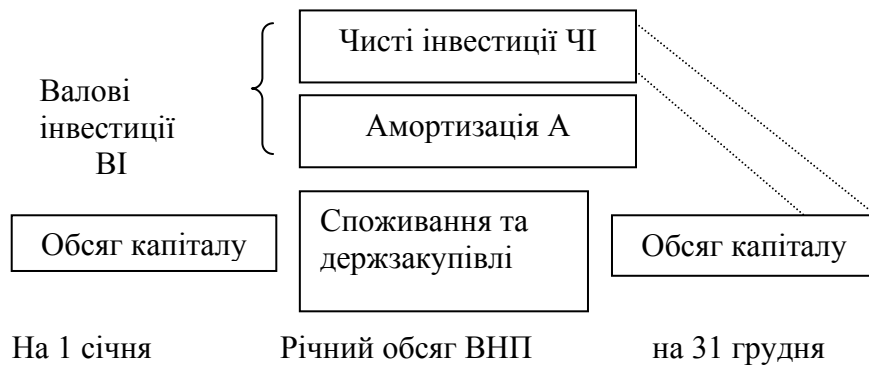 Чисті інвестиції ЧІ
Валові
інвестиції
ВІ
Амортизація А
Обсяг капіталу
Споживання та
держзакупівлі
Обсяг капіталу
На 1 січня
Річний обсяг ВНП
на 31 грудня